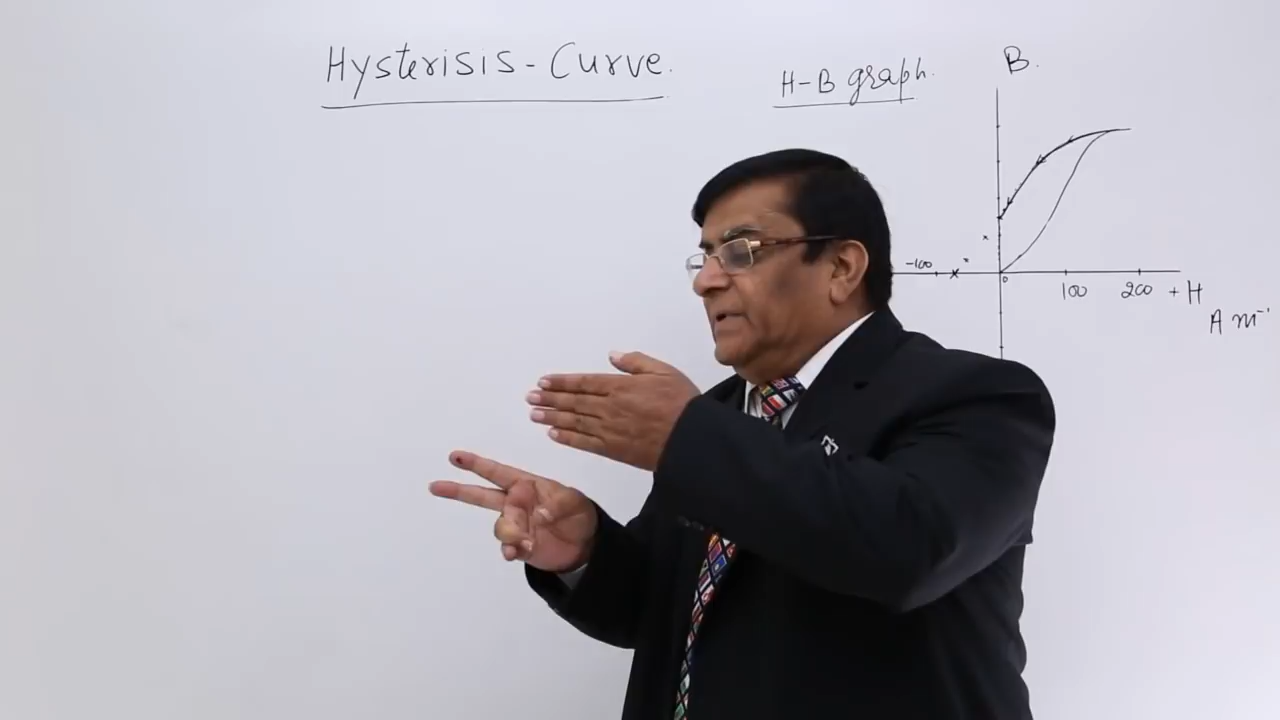 Hysterisis - Curve.
H-B graph.
B.
-100
0
100
200
+ H
A m⁻¹